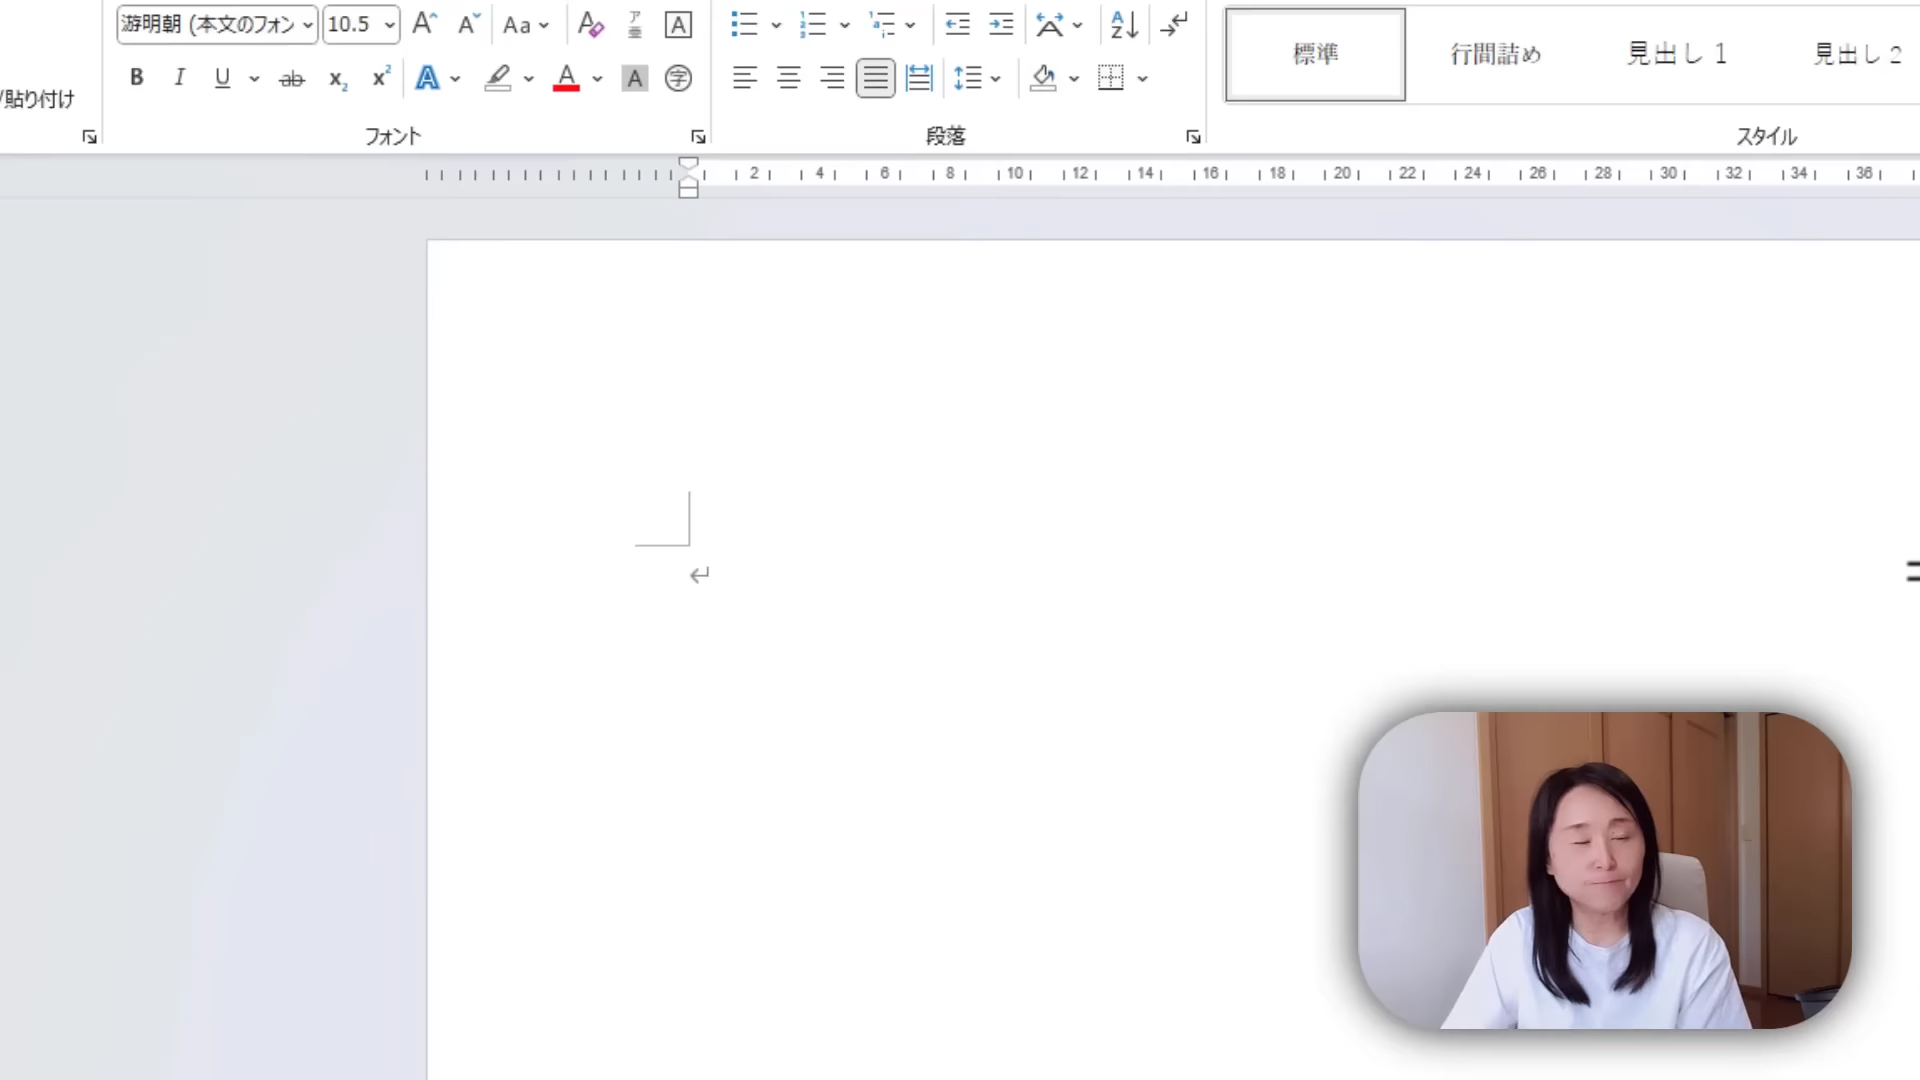 游明朝 (本文のフォン
10.5
Aa
標準
行間詰め
見出し 1
見出し 2
/貼り付け
フォント
段落
スタイル
2 4 6 8 10 12 14 16 18 20 22 24 26 28 30 32 34 36